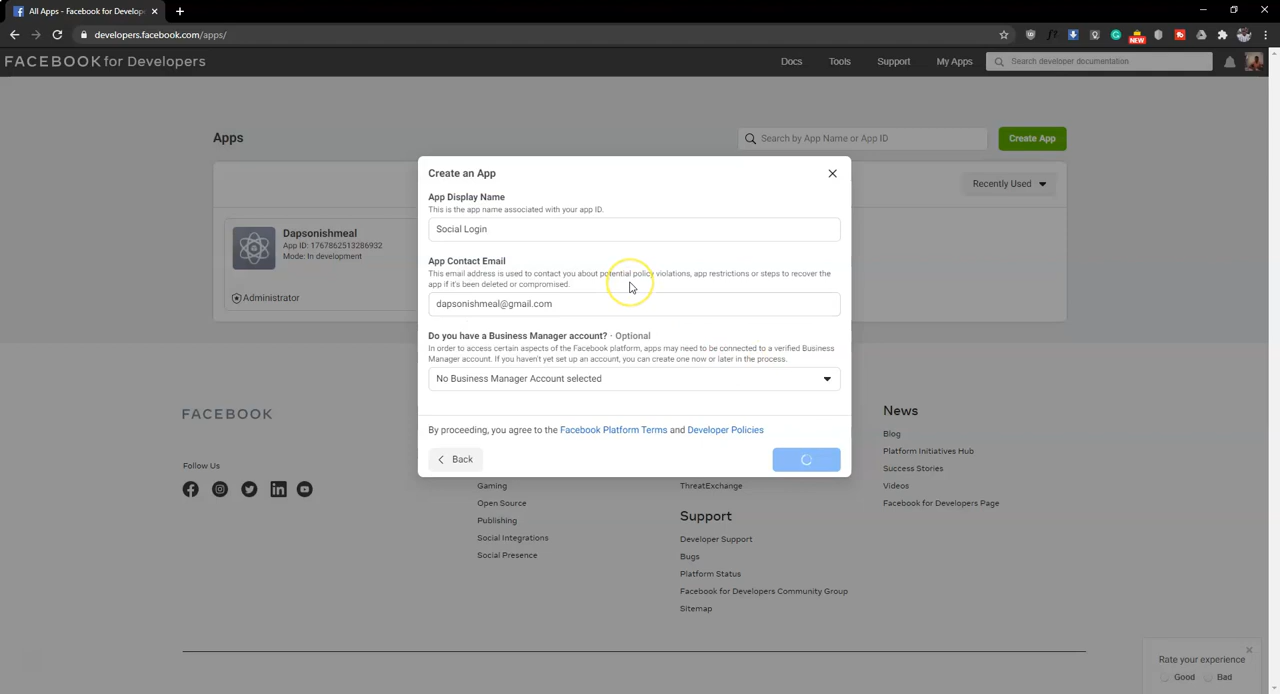 All Apps - Facebook for Develop
developers.facebook.com/apps/
NEW
FACEBOOK for Developers
Docs
Tools
Support
My Apps
Search developer documentation
Apps
Search by App Name or App ID
Create App
Recently Used
Dapsonishmeal
App ID: 1767862513286932
Mode: In development
Administrator
Create an App
App Display Name
This is the app name associated with your app ID.
Social Login
App Contact Email
This email address is used to contact you about potential policy violations, app restrictions or steps to recover the
app if it's been deleted or compromised.
dapsonishmeal@gmail.com
Do you have a Business Manager account? · Optional
In order to access certain aspects of the Facebook platform, apps may need to be connected to a verified Business
Manager account. If you haven't yet set up an account, you can create one now or later in the process.
No Business Manager Account selected
By proceeding, you agree to the Facebook Platform Terms and Developer Policies
Back
FACEBOOK
Follow Us
Gaming
Open Source
Publishing
Social Integrations
Social Presence
ThreatExchange
Support
Developer Support
Bugs
Platform Status
Facebook for Developers Community Group
Sitemap
News
Blog
Platform Initiatives Hub
Success Stories
Videos
Facebook for Developers Page
Rate your experience
Good
Bad